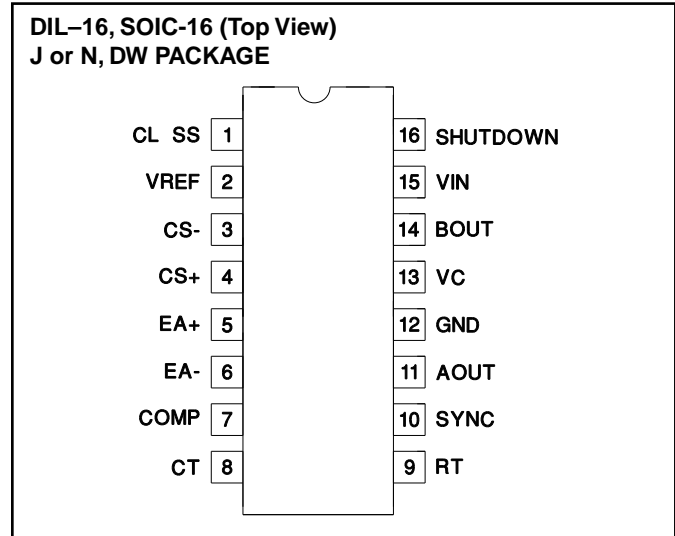 DIL–16, SOIC-16 (Top View)
J or N, DW PACKAGE
CL SS 1 16 SHUTDOWN
VREF 2 15 VIN
CS- 3 14 BOUT
CS+ 4 13 VC
EA+ 5 12 GND
EA- 6 11 AOUT
COMP 7 10 SYNC
CT 8 9 RT